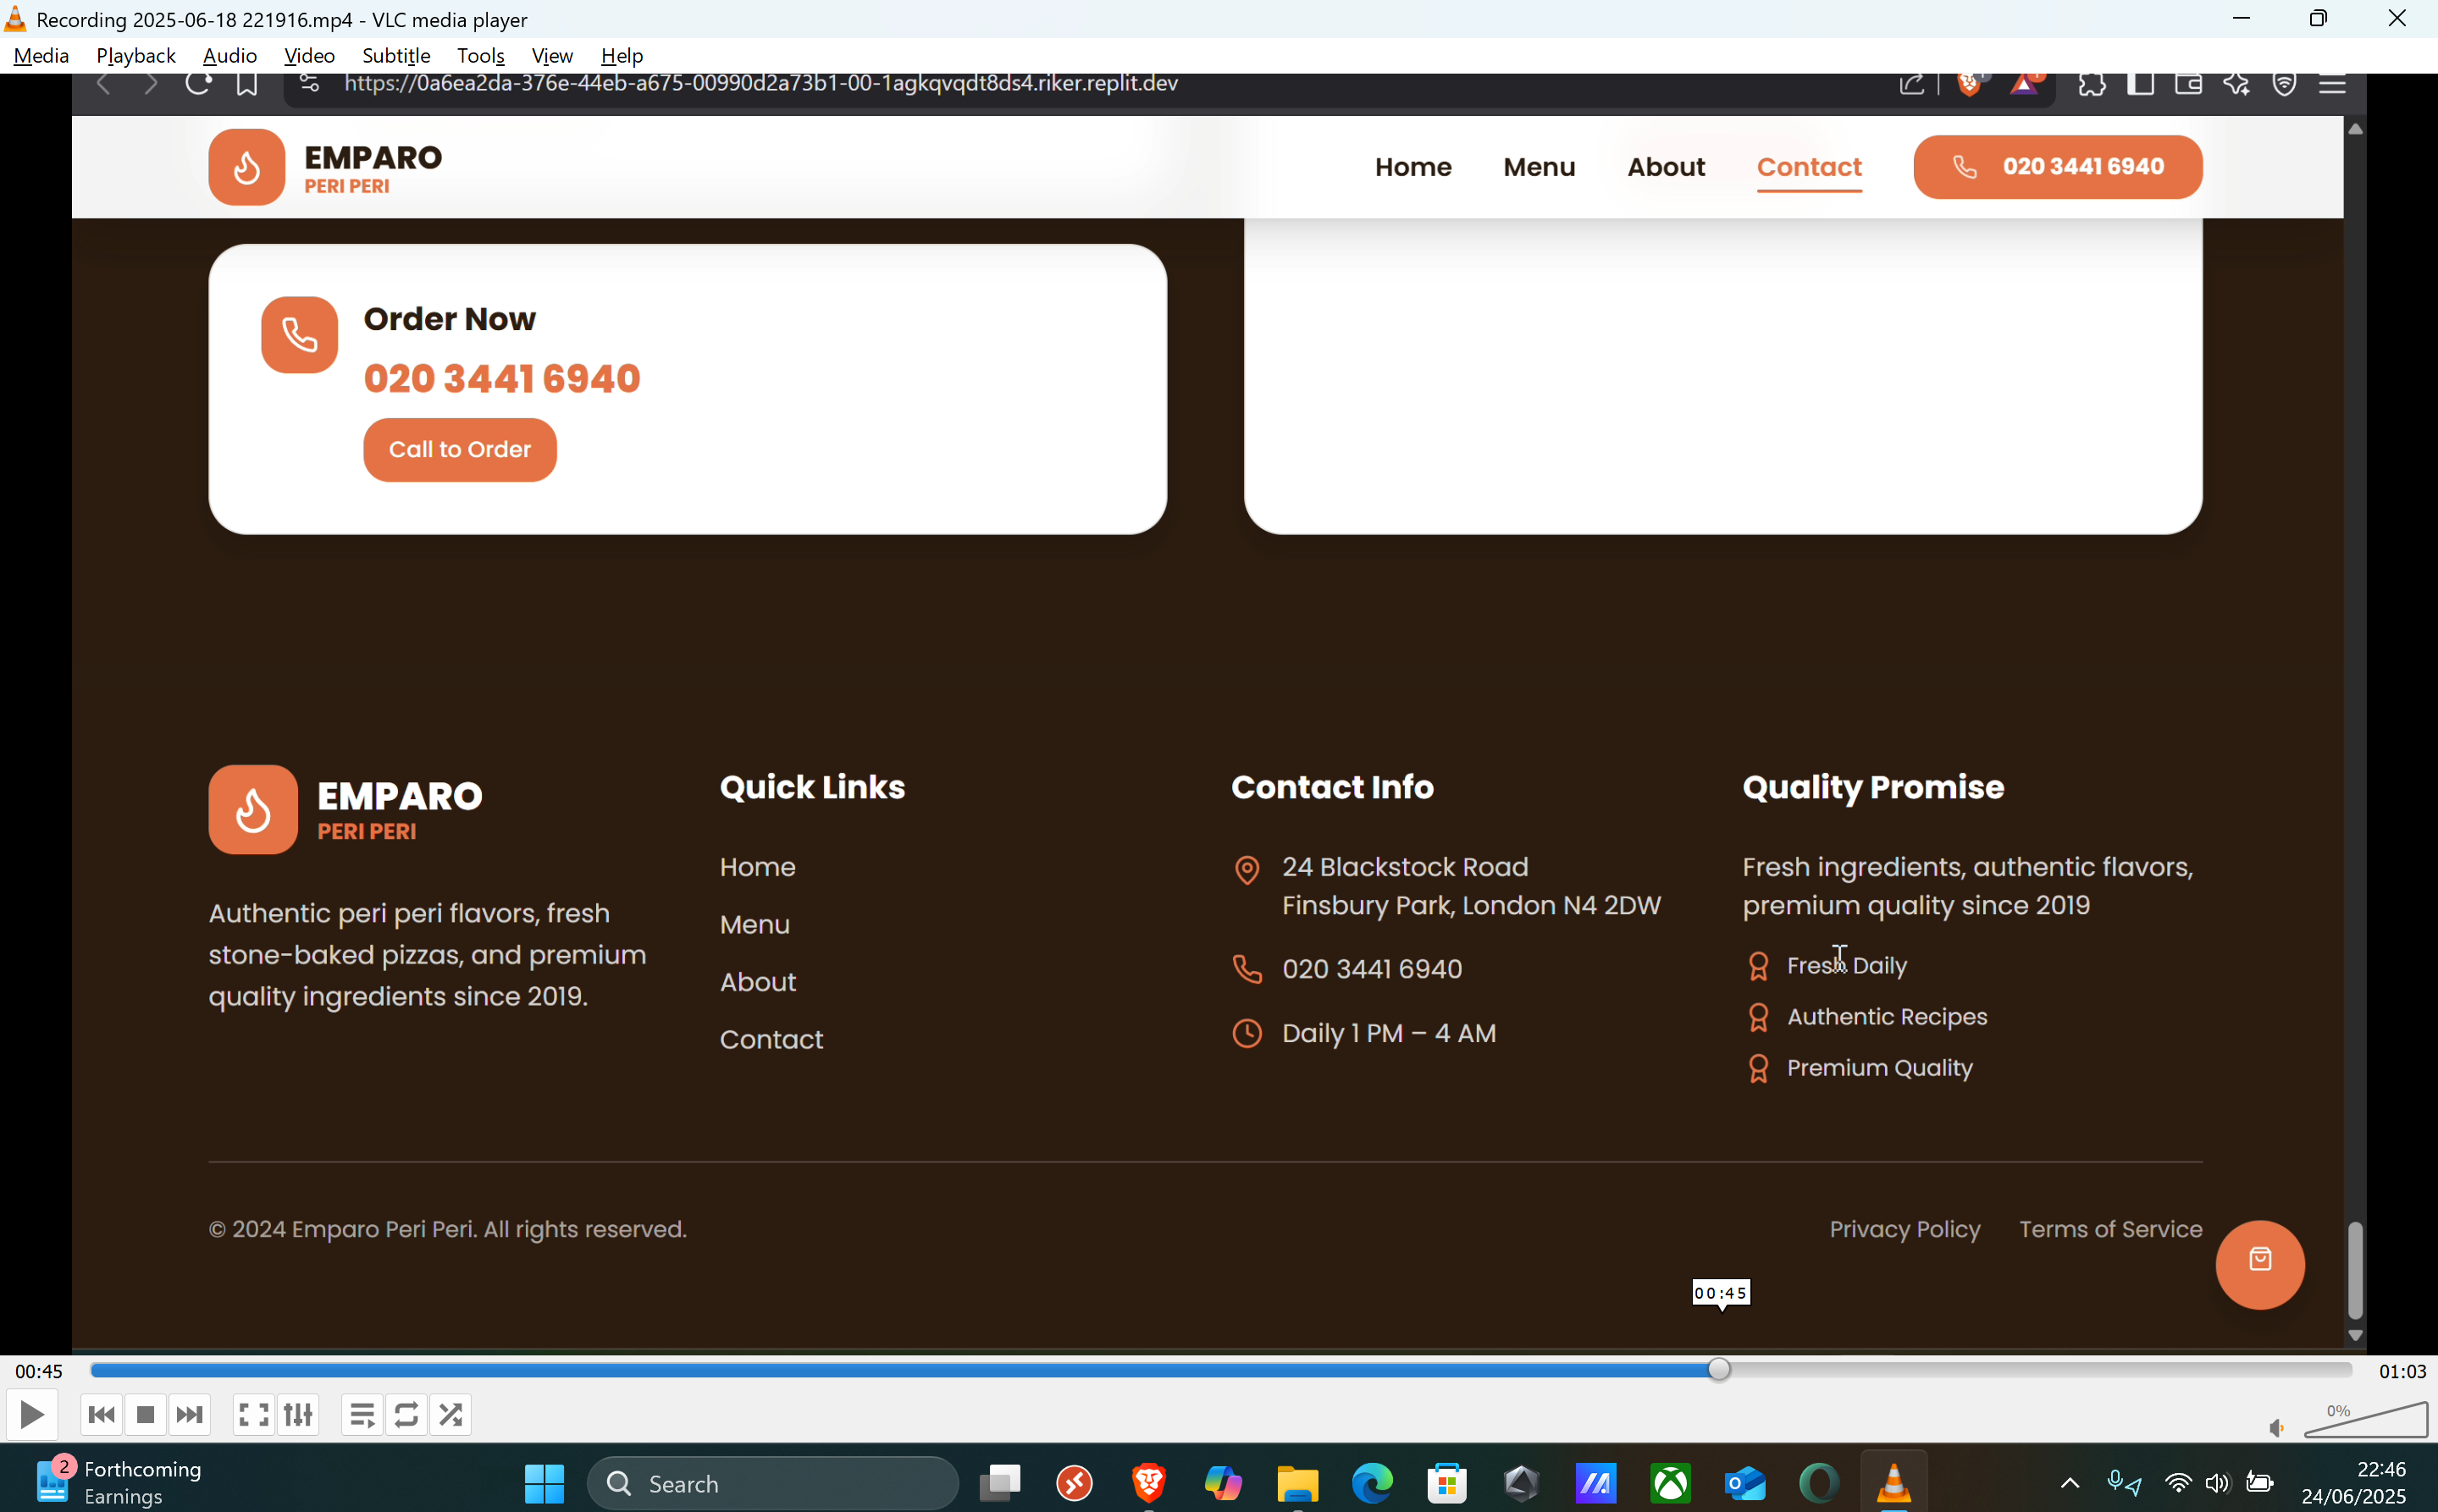 Recording 2025-06-18 221916.mp4 - VLC media player
Media Playback Audio Video Subtitle Tools View Help
https://0a6ea2da-376e-44eb-a675-00990d2a73b1-00-1agkqvqdt8ds4.riker.replit.dev
EMPARO
PERI PERI
Home Menu About Contact 020 3441 6940
Order Now
020 3441 6940
Call to Order
EMPARO
PERI PERI
Authentic peri peri flavors, fresh
stone-baked pizzas, and premium
quality ingredients since 2019.
Quick Links
Home
Menu
About
Contact
Contact Info
24 Blackstock Road
Finsbury Park, London N4 2DW
020 3441 6940
Daily 1 PM – 4 AM
Quality Promise
Fresh ingredients, authentic flavors,
premium quality since 2019
Fresh Daily
Authentic Recipes
Premium Quality
© 2024 Emparo Peri Peri. All rights reserved.
Privacy Policy Terms of Service
00:45
00:45 01:03
0%
2
Forthcoming
Earnings
Search
22:46
24/06/2025